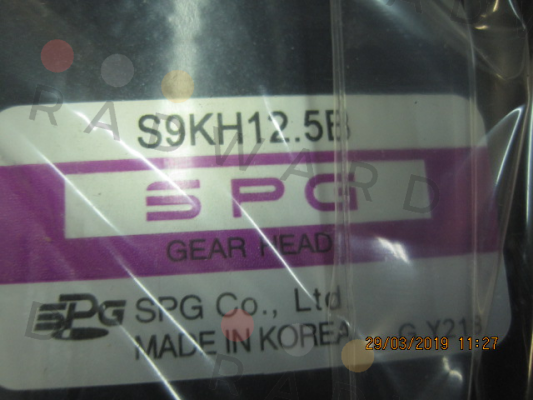 S9KH12.5B
SPG
GEAR HEAD
SPG SPG Co., Ltd
MADE IN KOREA
29/03/2019 11:27